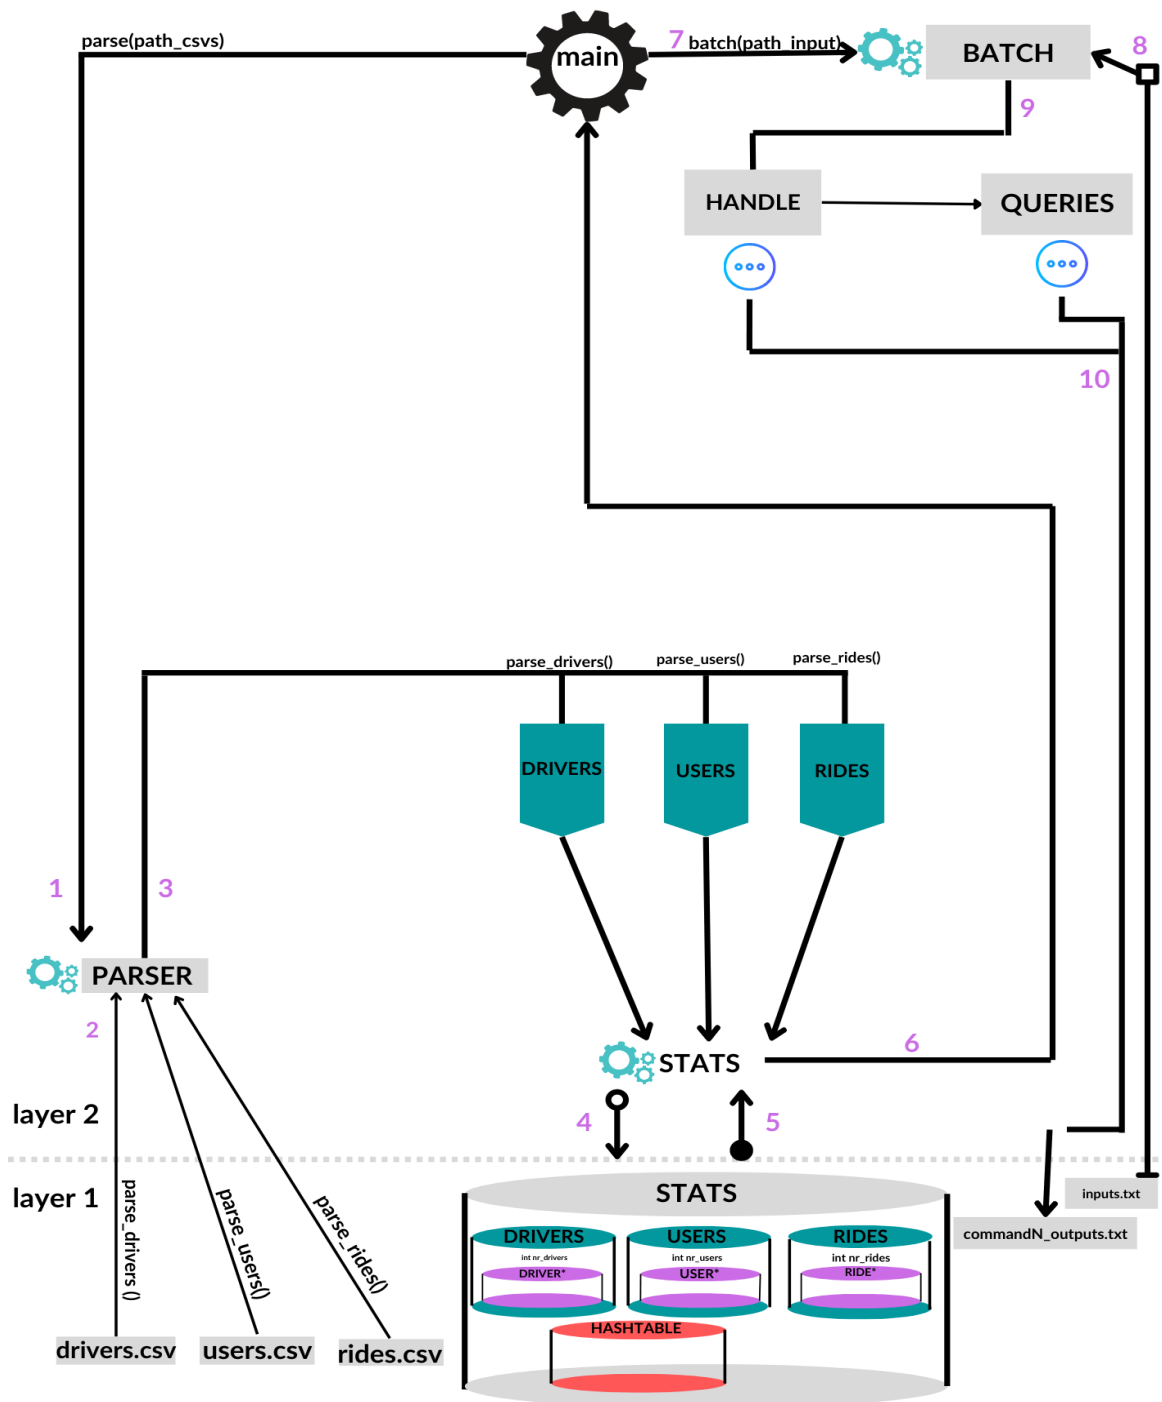 parse(path_csvs)
main
7
batch(path_input)
BATCH
8
9
HANDLE
QUERIES
10
parse_drivers()
parse_users()
parse_rides()
DRIVERS
USERS
RIDES
1
3
PARSER
2
STATS
6
layer 2
4
5
layer 1
parse_drivers ()
parse_users()
parse_rides()
STATS
inputs.txt
commandN_outputs.txt
DRIVERS
int nr_drivers
DRIVER*
USERS
int nr_users
USER*
RIDES
int nr_rides
RIDE*
HASHTABLE
drivers.csv
users.csv
rides.csv